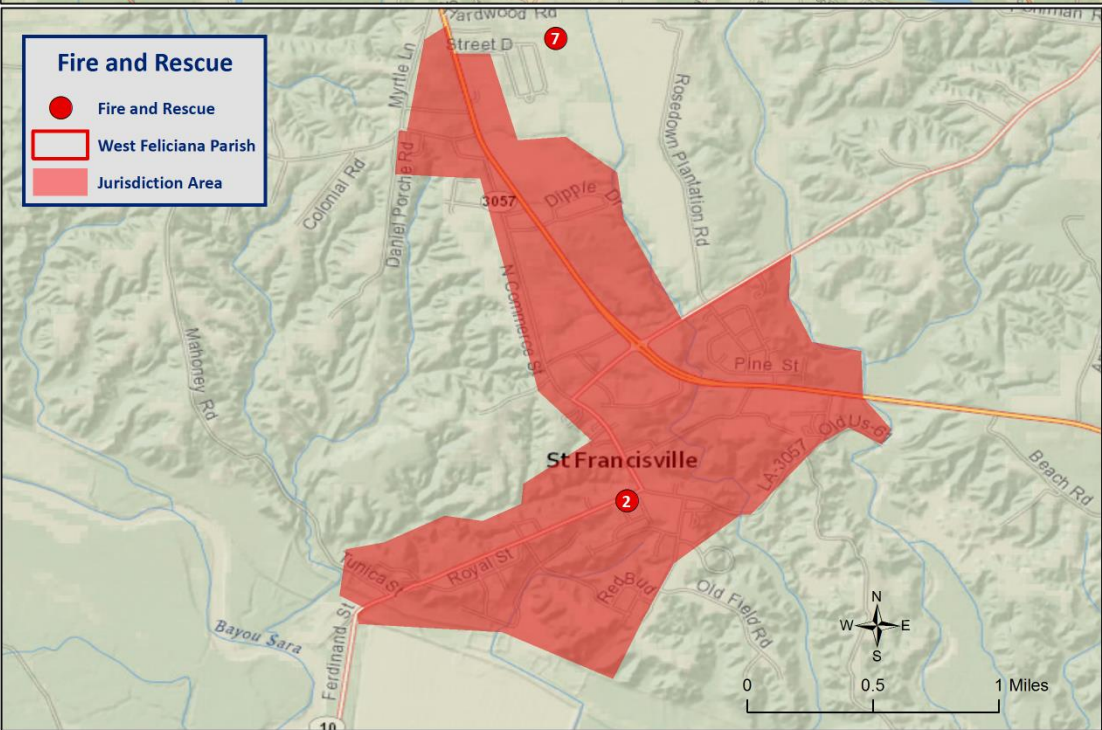 Yardwood Rd
Street D
7
Fire and Rescue
Fire and Rescue
West Feliciana Parish
Jurisdiction Area
Myrtle Ln
Colonial Rd
Daniel Porche Rd
3057
Dipple Dr
Rosedown Plantation Rd
N Commerce St
Mahoney Rd
Pine St
Old Us-61
LA-3057
St Francisville
2
Beach Rd
Tunica St
Royal St
Red Bud
Old Field Rd
Ferdinand St
Bayou Sara
10
N
W
E
S
0
0.5
1 Miles